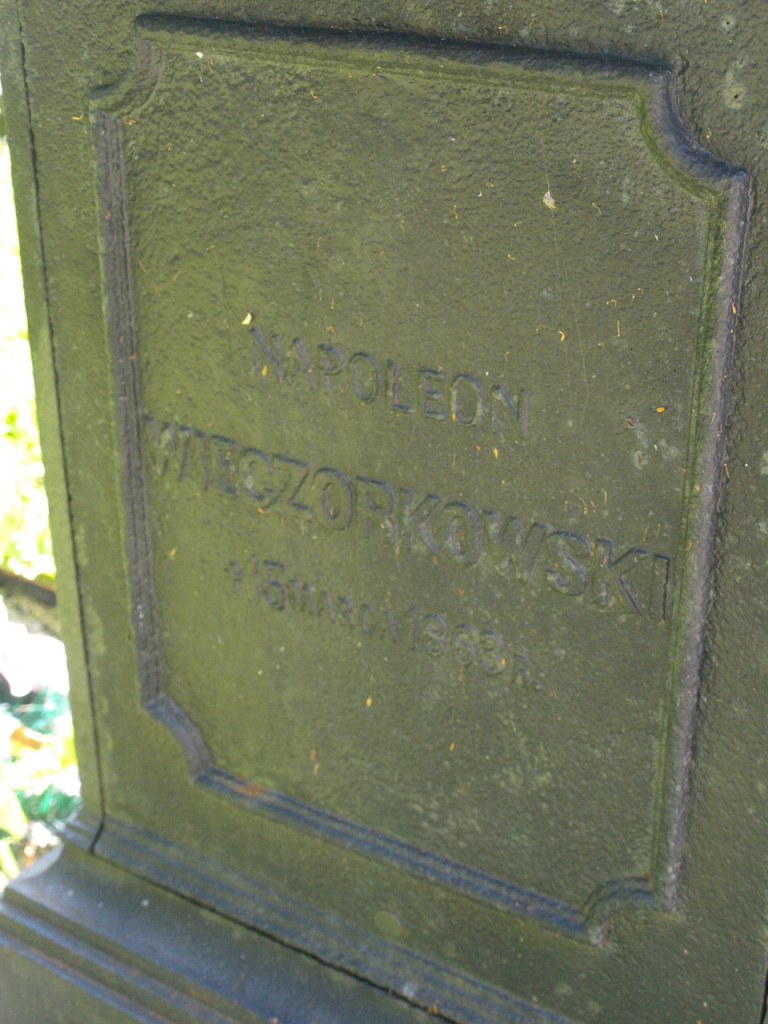 NAPOLEON
WIECZORKOWSKI
† 15 MARCA 1863 R.